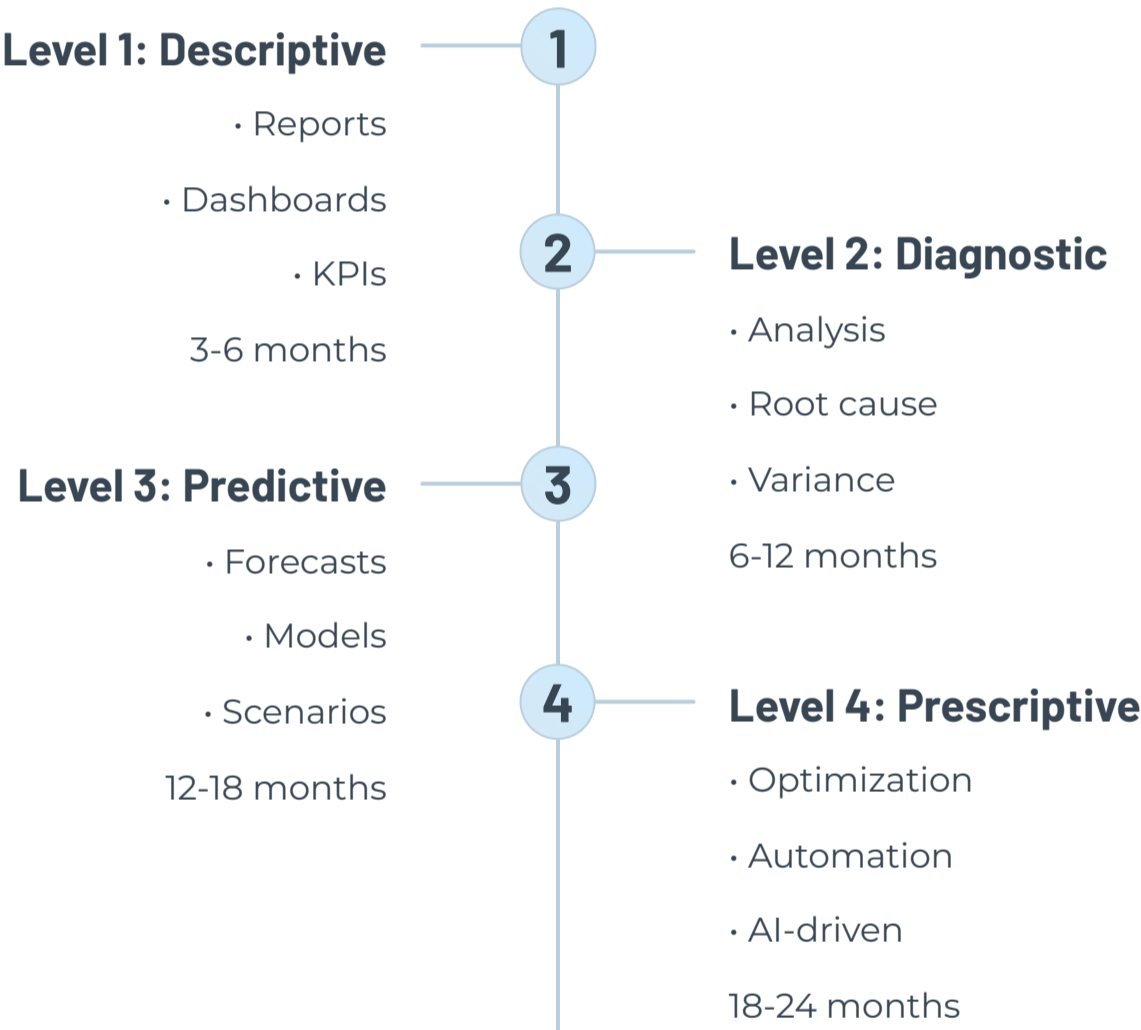 Level 1: Descriptive
1
• Reports
• Dashboards
• KPIs
3-6 months
2
Level 2: Diagnostic
• Analysis
• Root cause
• Variance
6-12 months
Level 3: Predictive
3
• Forecasts
• Models
• Scenarios
12-18 months
4
Level 4: Prescriptive
• Optimization
• Automation
• AI-driven
18-24 months